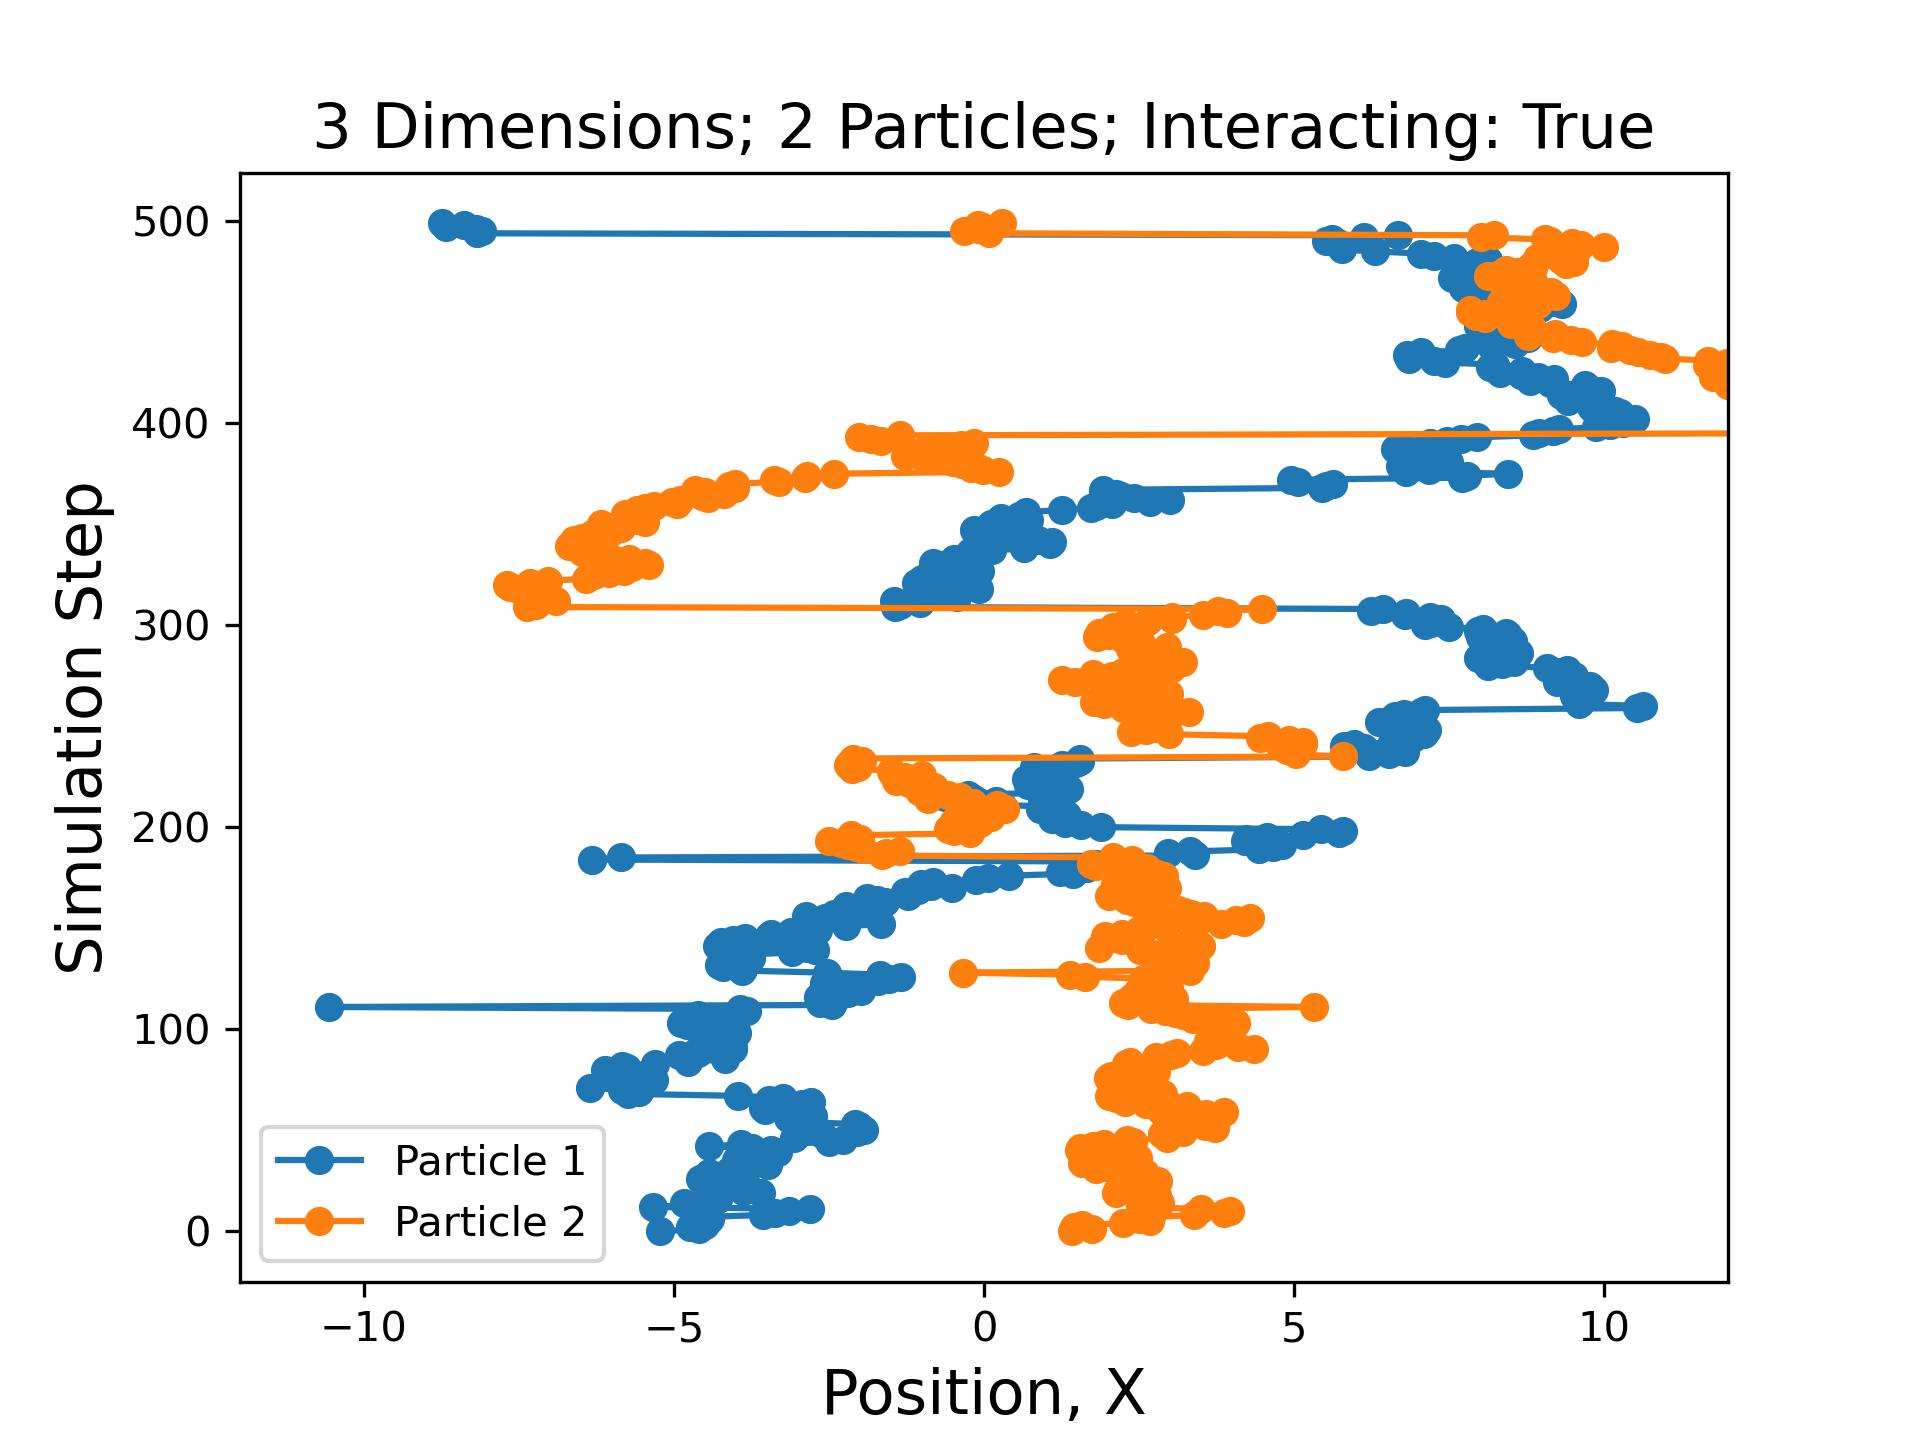 3 Dimensions; 2 Particles; Interacting: True
500
400
300
200
100
0
Simulation Step
Particle 1
Particle 2
−10 −5 0 5 10
Position, X